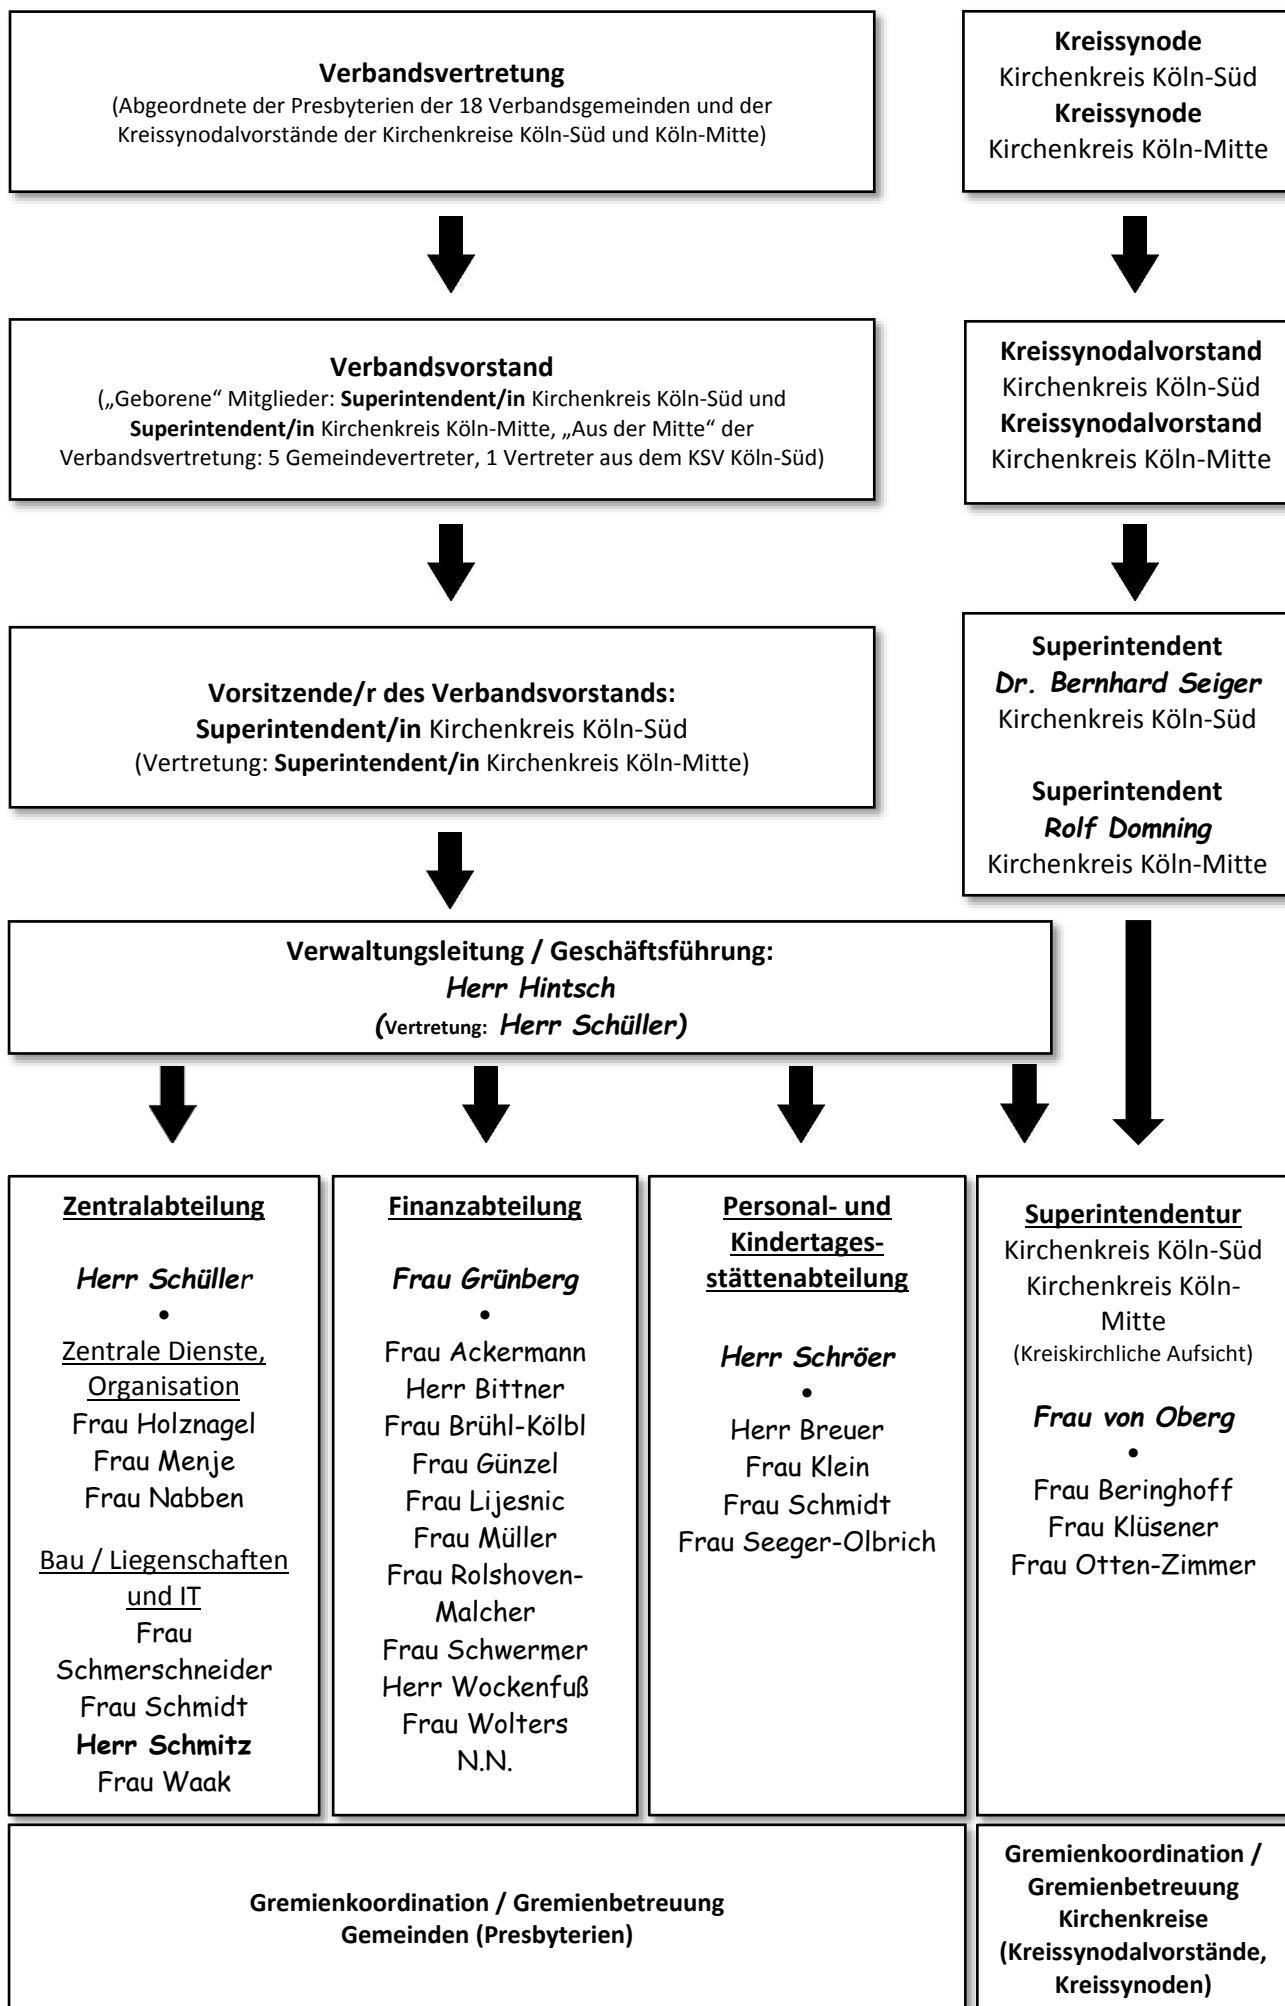 Verbandsvertretung
(Abgeordnete der Presbyterien der 18 Verbandsgemeinden und der
Kreissynodalvorstände der Kirchenkreise Köln-Süd und Köln-Mitte)
Kreissynode
Kirchenkreis Köln-Süd
Kreissynode
Kirchenkreis Köln-Mitte
Verbandsvorstand
(„Geborene“ Mitglieder: Superintendent/in Kirchenkreis Köln-Süd und
Superintendent/in Kirchenkreis Köln-Mitte, „Aus der Mitte“ der
Verbandsvertretung: 5 Gemeindevertreter, 1 Vertreter aus dem KSV Köln-Süd)
Kreissynodalvorstand
Kirchenkreis Köln-Süd
Kreissynodalvorstand
Kirchenkreis Köln-Mitte
Vorsitzende/r des Verbandsvorstands:
Superintendent/in Kirchenkreis Köln-Süd
(Vertretung: Superintendent/in Kirchenkreis Köln-Mitte)
Superintendent
Dr. Bernhard Seiger
Kirchenkreis Köln-Süd
Superintendent
Rolf Domning
Kirchenkreis Köln-Mitte
Verwaltungsleitung / Geschäftsführung:
Herr Hintsch
(Vertretung: Herr Schüller)
Zentralabteilung
Herr Schüller
•
Zentrale Dienste,
Organisation
Frau Holznagel
Frau Menje
Frau Nabben
Bau / Liegenschaften
und IT
Frau
Schmerschneider
Frau Schmidt
Herr Schmitz
Frau Waak
Finanzabteilung
Frau Grünberg
•
Frau Ackermann
Herr Bittner
Frau Brühl-Kölbl
Frau Günzel
Frau Lijesnic
Frau Müller
Frau Rolshoven-
Malcher
Frau Schwermer
Herr Wockenfuß
Frau Wolters
N.N.
Personal- und
Kindertages-
stättenabteilung
Herr Schröer
•
Herr Breuer
Frau Klein
Frau Schmidt
Frau Seeger-Olbrich
Superintendentur
Kirchenkreis Köln-Süd
Kirchenkreis Köln-
Mitte
(Kreiskirchliche Aufsicht)
Frau von Oberg
•
Frau Beringhoff
Frau Klüsener
Frau Otten-Zimmer
Gremienkoordination / Gremienbetreuung
Gemeinden (Presbyterien)
Gremienkoordination /
Gremienbetreuung
Kirchenkreise
(Kreissynodalvorstände,
Kreissynoden)